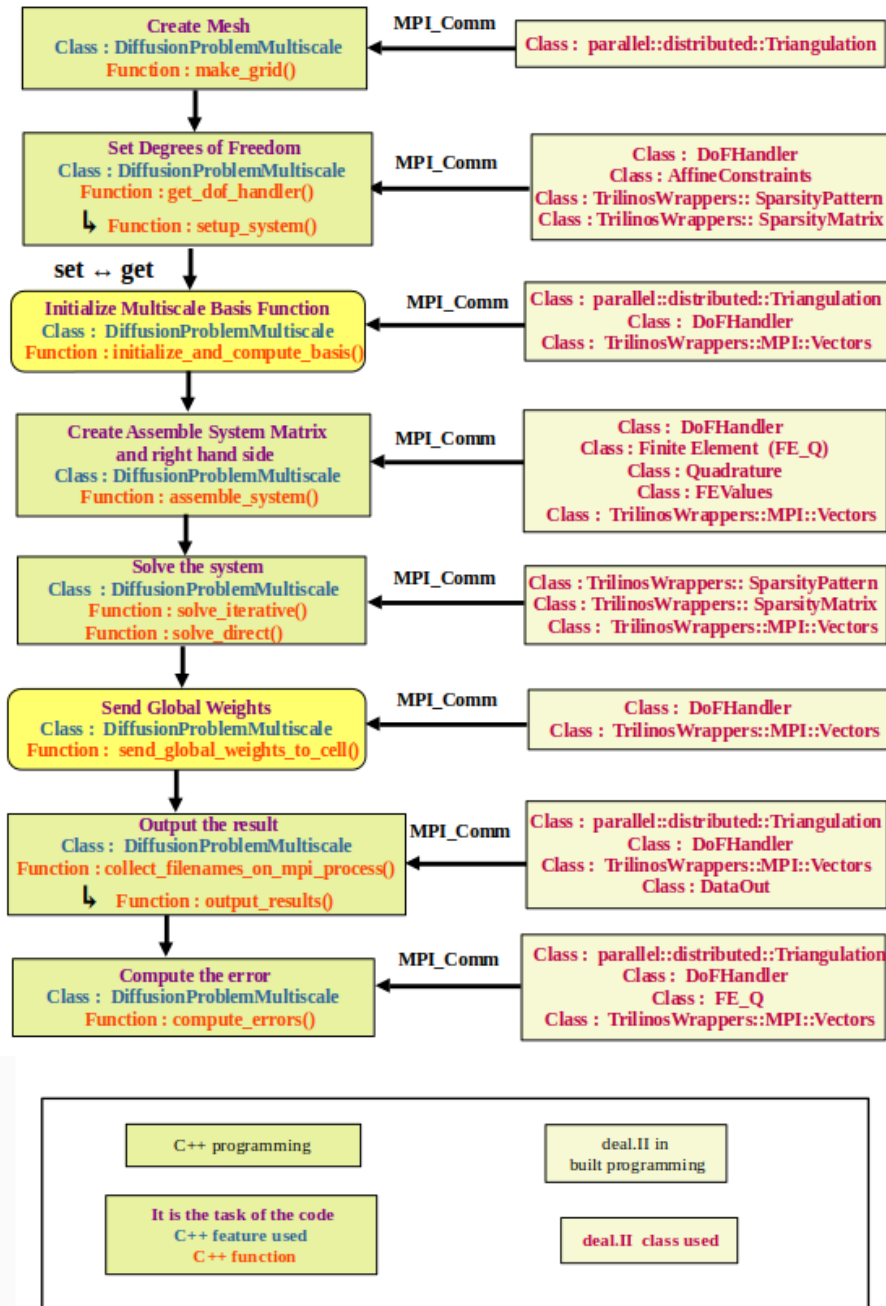 Create Mesh
Class : DiffusionProblemMultiscale
Function : make_grid()
MPI_Comm
Class :  parallel::distributed::Triangulation
Set Degrees of Freedom
Class : DiffusionProblemMultiscale
Function : get_dof_handler()
↳ Function : setup_system()
MPI_Comm
Class :  DoFHandler
Class : AffineConstraints
Class : TrilinosWrappers:: SparsityPattern
Class : TrilinosWrappers:: SparsityMatrix
set ↔ get
Initialize Multiscale Basis Function
Class :  DiffusionProblemMultiscale
Function : initialize_and_compute_basis()
MPI_Comm
Class :  parallel::distributed::Triangulation
Class :  DoFHandler
Class :  TrilinosWrappers::MPI::Vectors
Create Assemble System Matrix
and right hand side
Class : DiffusionProblemMultiscale
Function : assemble_system()
MPI_Comm
Class :  DoFHandler
Class : Finite Element  (FE_Q)
Class : Quadrature
Class : FEValues
Class :  TrilinosWrappers::MPI::Vectors
Solve the system
Class  :  DiffusionProblemMultiscale
Function : solve_iterative()
Function : solve_direct()
MPI_Comm
Class : TrilinosWrappers:: SparsityPattern
Class : TrilinosWrappers:: SparsityMatrix
Class :  TrilinosWrappers::MPI::Vectors
Send Global Weights
Class :  DiffusionProblemMultiscale
Function :  send_global_weights_to_cell()
MPI_Comm
Class :  DoFHandler
Class :  TrilinosWrappers::MPI::Vectors
Output the result
Class :  DiffusionProblemMultiscale
Function : collect_filenames_on_mpi_process()
↳ Function : output_results()
MPI_Comm
Class :  parallel::distributed::Triangulation
Class :  DoFHandler
Class :  TrilinosWrappers::MPI::Vectors
Class : DataOut
Compute the error
Class :  DiffusionProblemMultiscale
Function : compute_errors()
MPI_Comm
Class :  parallel::distributed::Triangulation
Class :  DoFHandler
Class :  FE_Q
Class :  TrilinosWrappers::MPI::Vectors
C++ programming
deal.II in
built programming
It is the task of the code
C++ feature used
C++ function
deal.II  class used